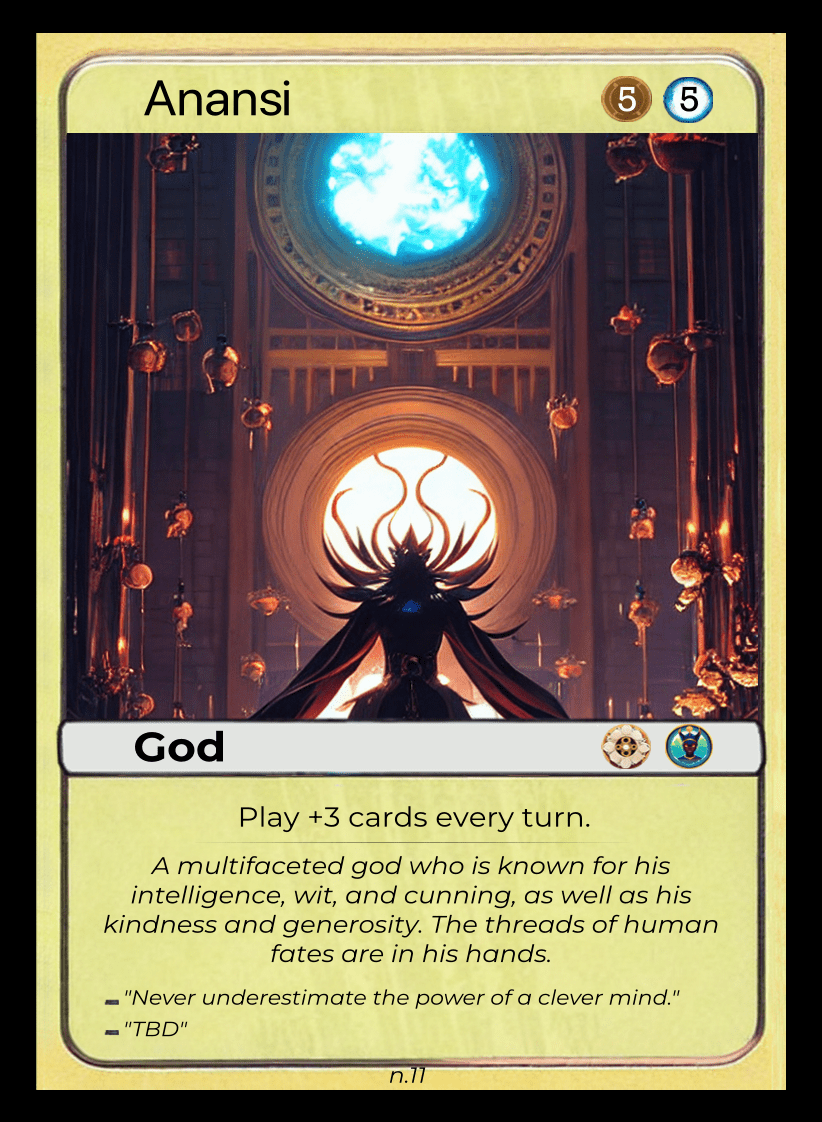 Anansi 5 5
God
Play +3 cards every turn.
A multifaceted god who is known for his
intelligence, wit, and cunning, as well as his
kindness and generosity. The threads of human
fates are in his hands.
"Never underestimate the power of a clever mind."
"TBD"
n.11